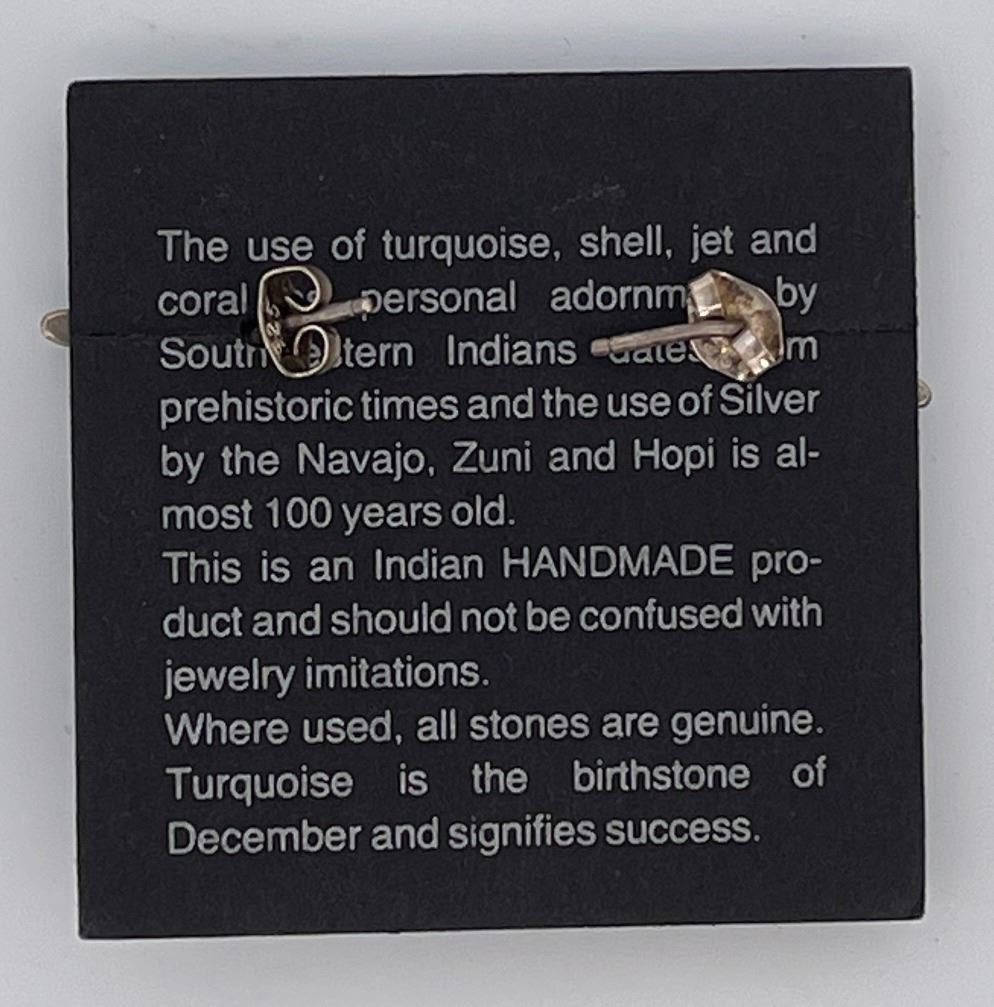 The use of turquoise, shell, jet and
coral personal adornm by
South e tern Indians dates m
prehistoric times and the use of Silver
by the Navajo, Zuni and Hopi is al-
most 100 years old.
This is an Indian HANDMADE pro-
duct and should not be confused with
jewelry imitations.
Where used, all stones are genuine.
Turquoise is the birthstone of
December and signifies success.
925